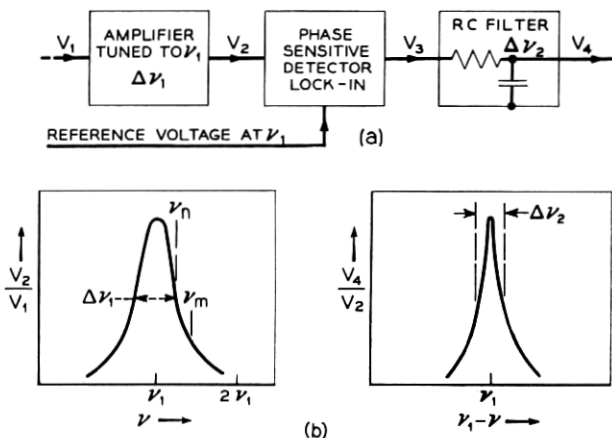 V₁
AMPLIFIER
TUNED TO ν₁
Δν₁
V₂
PHASE
SENSITIVE
DETECTOR
LOCK-IN
V₃
RC FILTER
Δν₂
V₄
REFERENCE VOLTAGE AT ν₁
(a)
V₂/V₁
νₙ
Δν₁
νₘ
ν₁
2ν₁
ν
V₄/V₂
Δν₂
ν₁
ν₁-ν
(b)